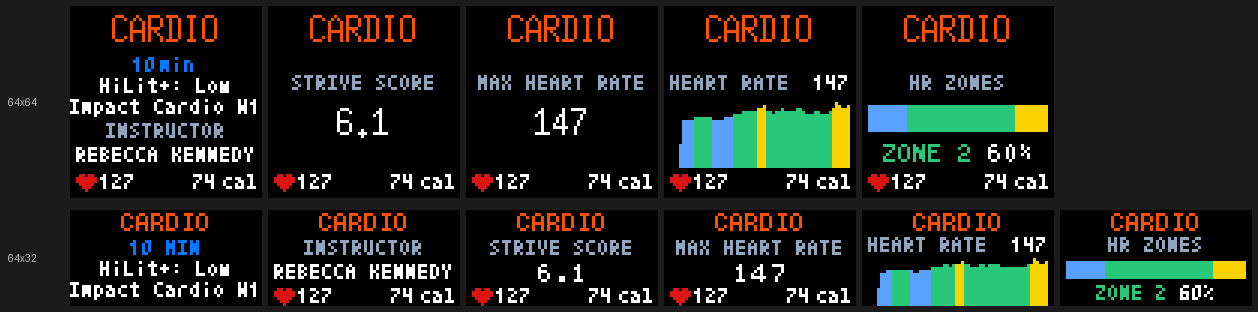 64x64
CARDIO
10min
HiLit+: Low
Impact Cardio W1
INSTRUCTOR
REBECCA KENNEDY
127 74 cal
CARDIO
STRIVE SCORE
6.1
127 74 cal
CARDIO
MAX HEART RATE
147
127 74 cal
CARDIO
HEART RATE 147
127 74 cal
CARDIO
HR ZONES
ZONE 2 60%
127 74 cal
64x32
CARDIO
10 MIN
HiLit+: Low
Impact Cardio W1
CARDIO
INSTRUCTOR
REBECCA KENNEDY
127 74 cal
CARDIO
STRIVE SCORE
6.1
127 74 cal
CARDIO
MAX HEART RATE
147
127 74 cal
CARDIO
HEART RATE 147
CARDIO
HR ZONES
ZONE 2 60%